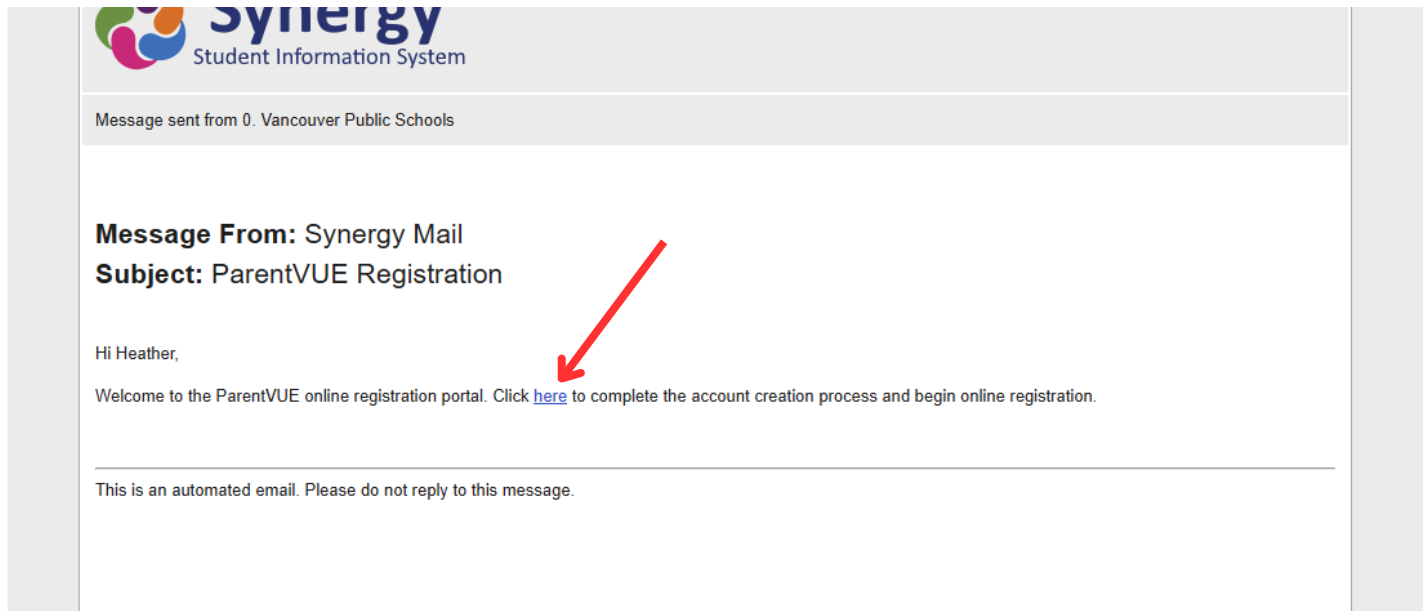 Synergy
Student Information System
Message sent from 0. Vancouver Public Schools
Message From: Synergy Mail
Subject: ParentVUE Registration
Hi Heather,
Welcome to the ParentVUE online registration portal. Click here to complete the account creation process and begin online registration.
This is an automated email. Please do not reply to this message.